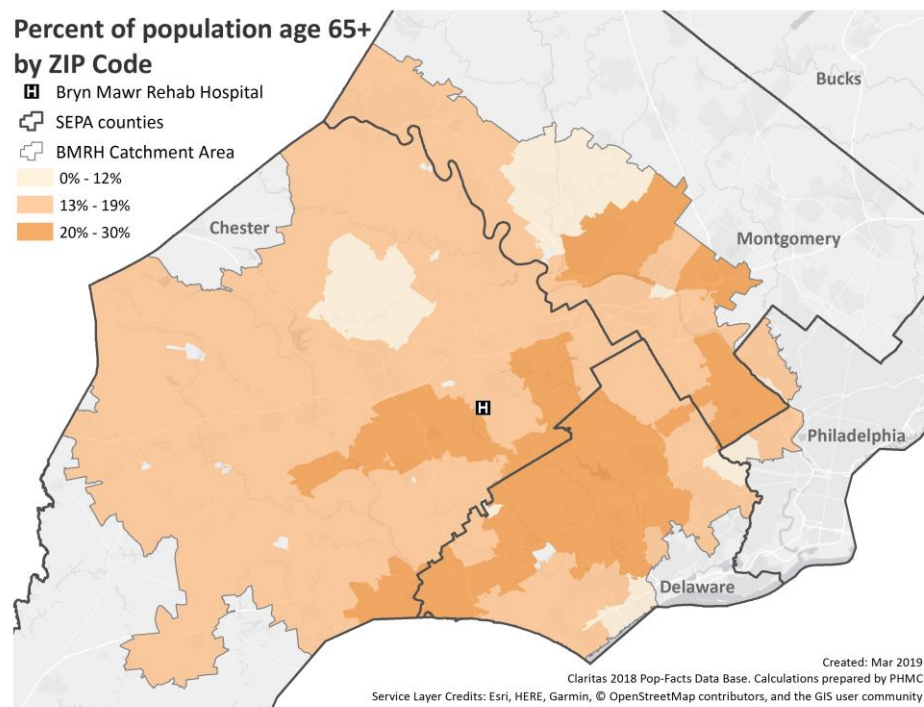 Percent of population age 65+
by ZIP Code
H Bryn Mawr Rehab Hospital
SEPA counties
BMRH Catchment Area
0% - 12%
13% - 19%
20% - 30%
Bucks
Chester
Montgomery
H
Philadelphia
Delaware
Created: Mar 2019
Claritas 2018 Pop-Facts Data Base. Calculations prepared by PHMC
Service Layer Credits: Esri, HERE, Garmin, © OpenStreetMap contributors, and the GIS user community